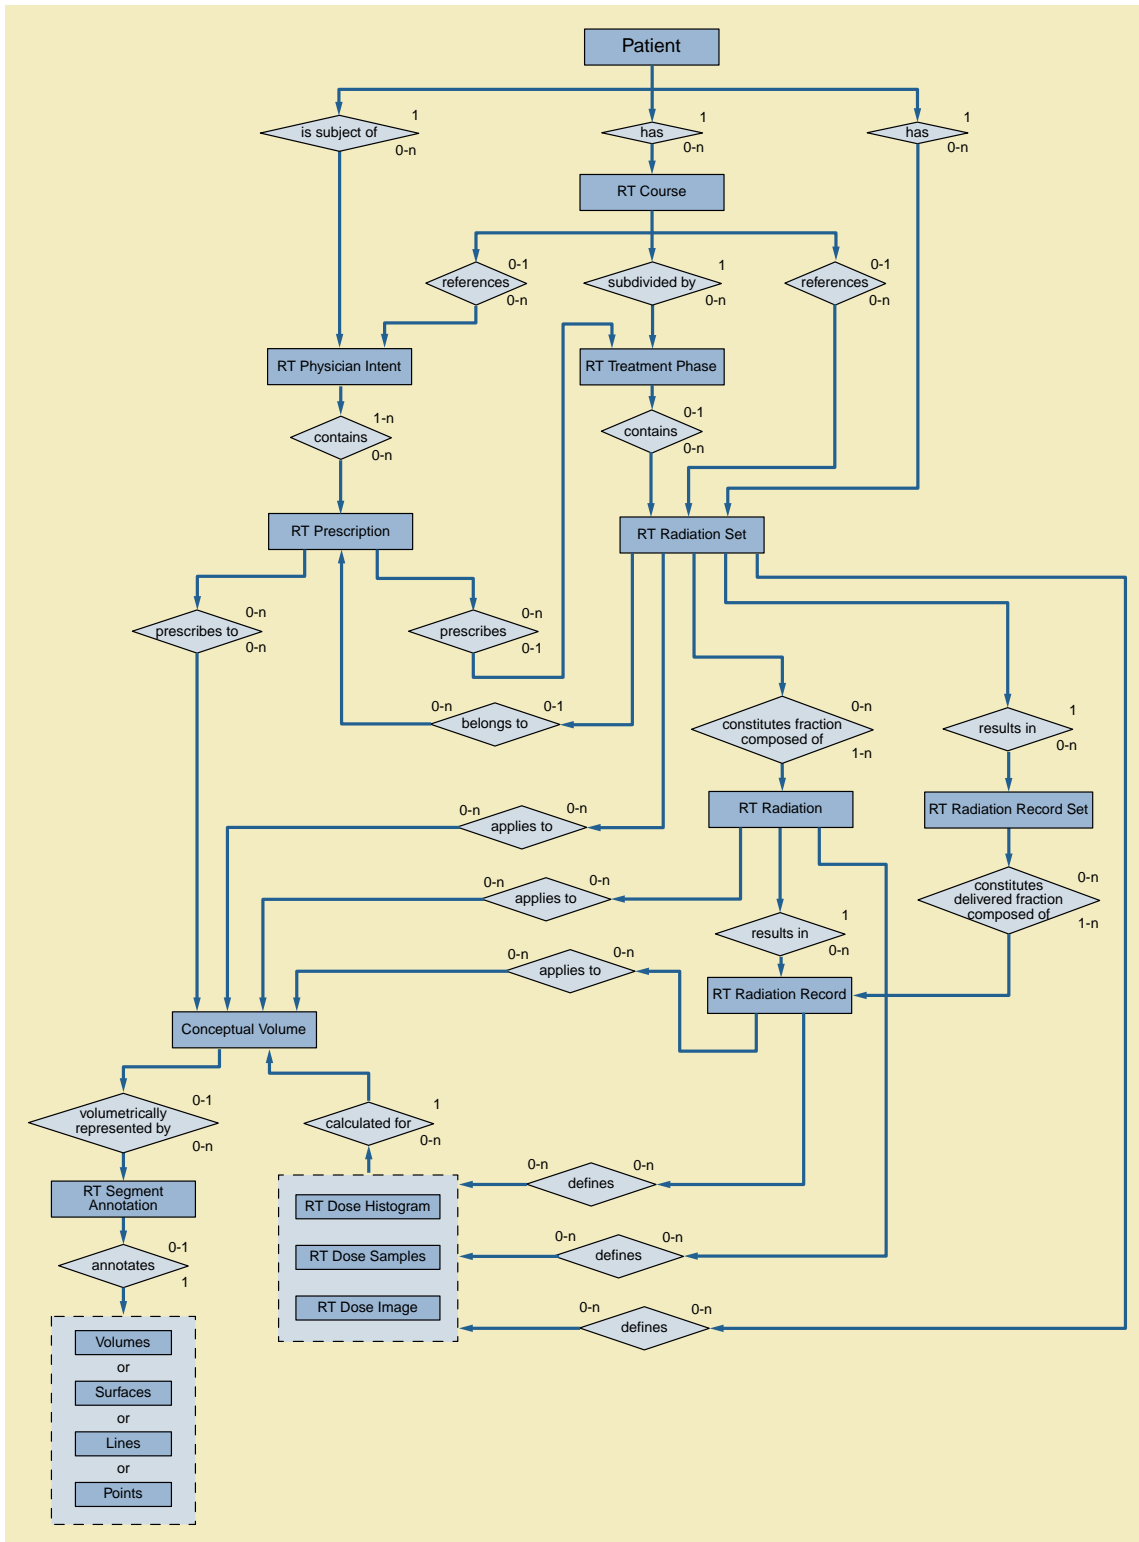 Patient
1
is subject of
0-n
1
has
0-n
1
has
0-n
RT Course
0-1
references
0-n
1
subdivided by
0-n
0-1
references
0-n
RT Physician Intent
RT Treatment Phase
1-n
contains
0-n
0-1
contains
0-n
RT Prescription
RT Radiation Set
0-n
prescribes to
0-n
0-n
prescribes
0-1
0-n
belongs to
0-1
0-n
constitutes fraction
composed of
1-n
1
results in
0-n
RT Radiation
RT Radiation Record Set
0-n
applies to
0-n
0-n
applies to
0-n
0-n
constitutes
delivered fraction
composed of
1-n
1
results in
0-n
0-n
applies to
0-n
RT Radiation Record
Conceptual Volume
0-1
volumetrically
represented by
0-n
1
calculated for
0-n
RT Segment
Annotation
0-n
defines
0-n
RT Dose Histogram
0-n
defines
0-n
RT Dose Samples
0-1
annotates
1
RT Dose Image
0-n
defines
0-n
Volumes
or
Surfaces
or
Lines
or
Points